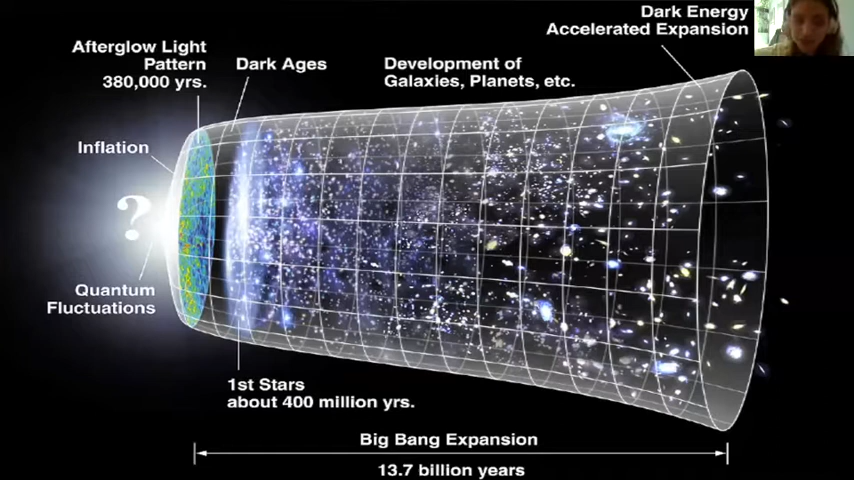 Dark Energy
Accelerated Expansion
Afterglow Light
Pattern
380,000 yrs.
Dark Ages
Development of
Galaxies, Planets, etc.
Inflation
?
Quantum
Fluctuations
1st Stars
about 400 million yrs.
Big Bang Expansion
13.7 billion years